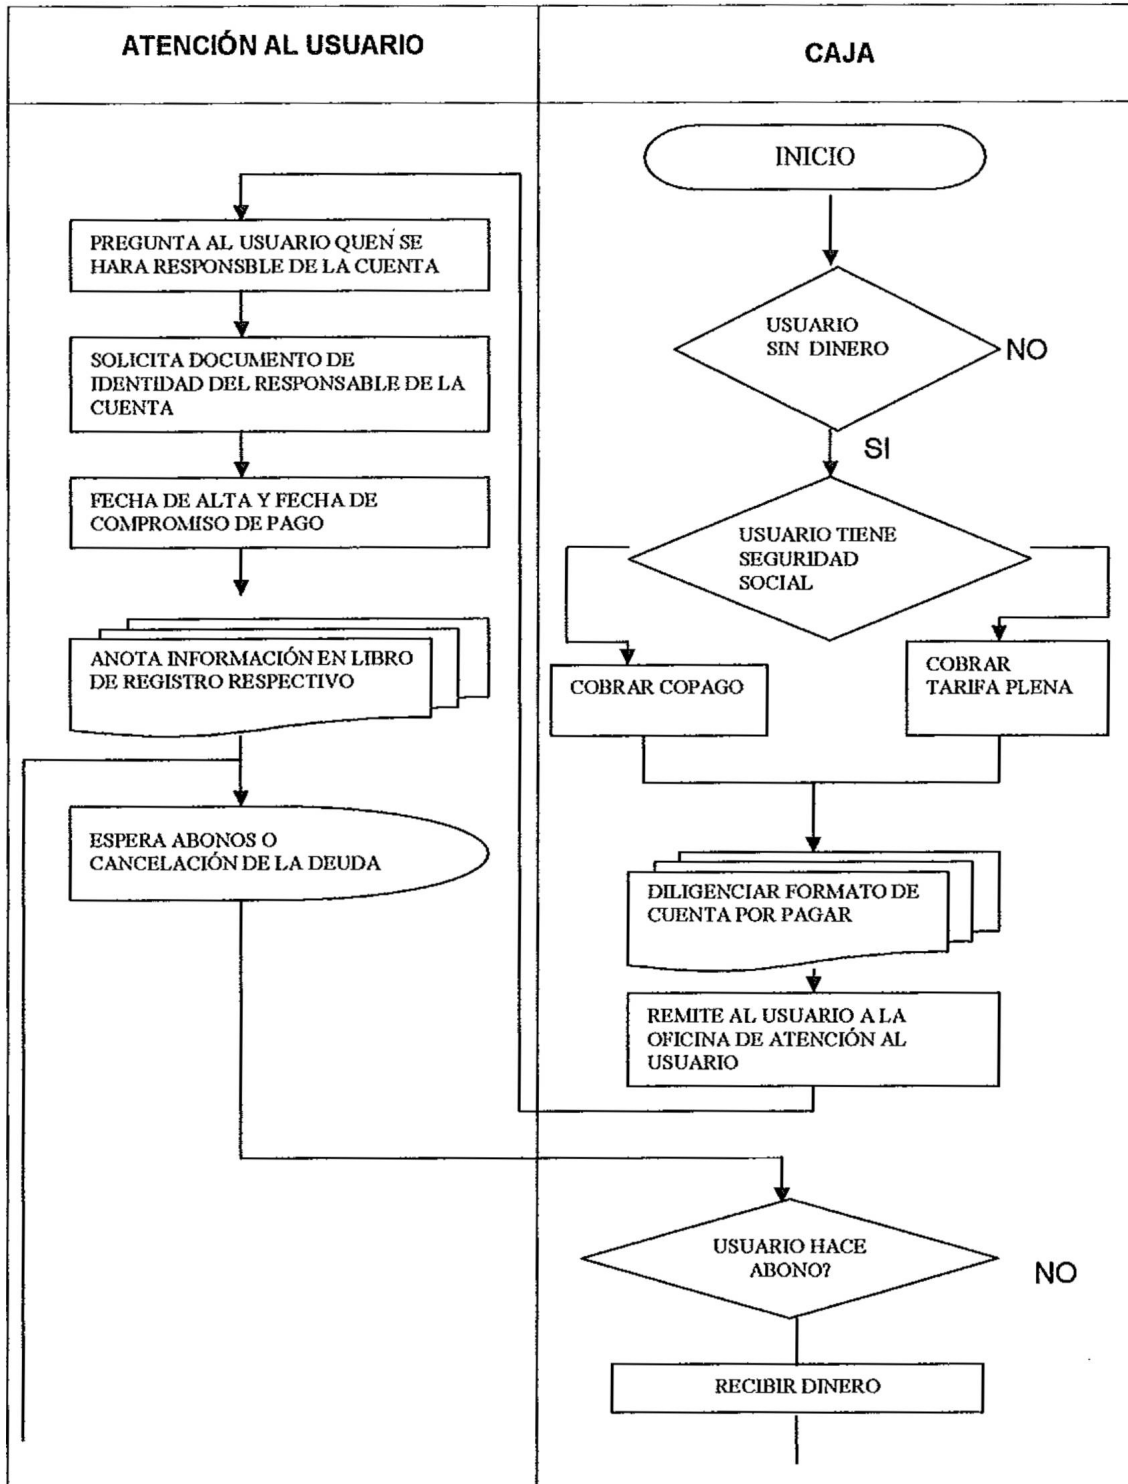 ATENCIÓN AL USUARIO
CAJA
INICIO
PREGUNTA AL USUARIO QUEN SE
HARA RESPONSBLE DE LA CUENTA
USUARIO
SIN DINERO
NO
SOLICITA DOCUMENTO DE
IDENTIDAD DEL RESPONSABLE DE LA
CUENTA
SI
FECHA DE ALTA Y FECHA DE
COMPROMISO DE PAGO
USUARIO TIENE
SEGURIDAD
SOCIAL
ANOTA INFORMACIÓN EN LIBRO
DE REGISTRO RESPECTIVO
COBRAR COPAGO
COBRAR
TARIFA PLENA
ESPERA ABONOS O
CANCELACIÓN DE LA DEUDA
DILIGENCIAR FORMATO DE
CUENTA POR PAGAR
REMITE AL USUARIO A LA
OFICINA DE ATENCIÓN AL
USUARIO
USUARIO HACE
ABONO?
NO
RECIBIR DINERO